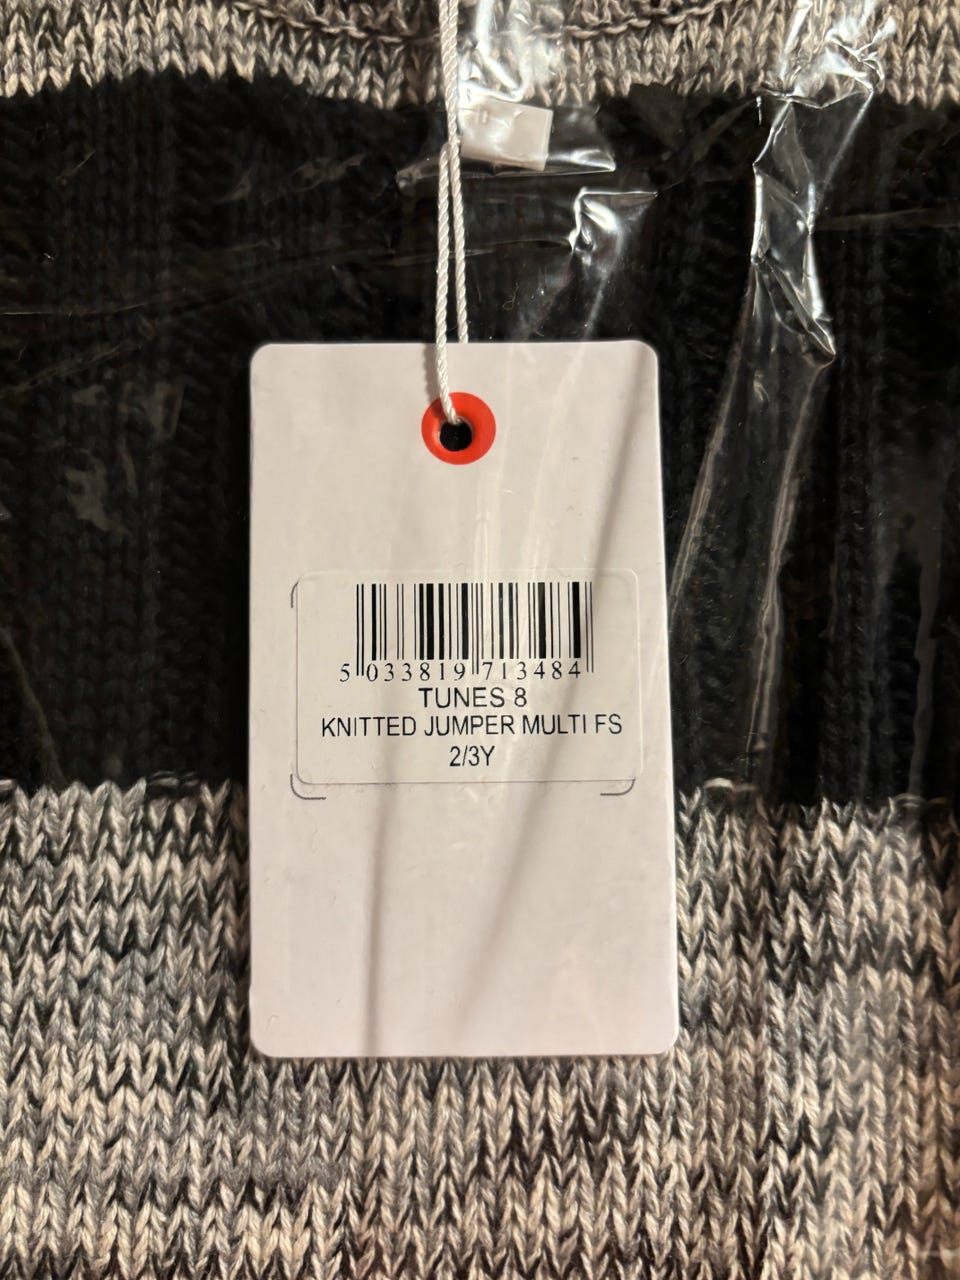 5 033819 713484
TUNES 8
KNITTED JUMPER MULTI FS
2/3Y